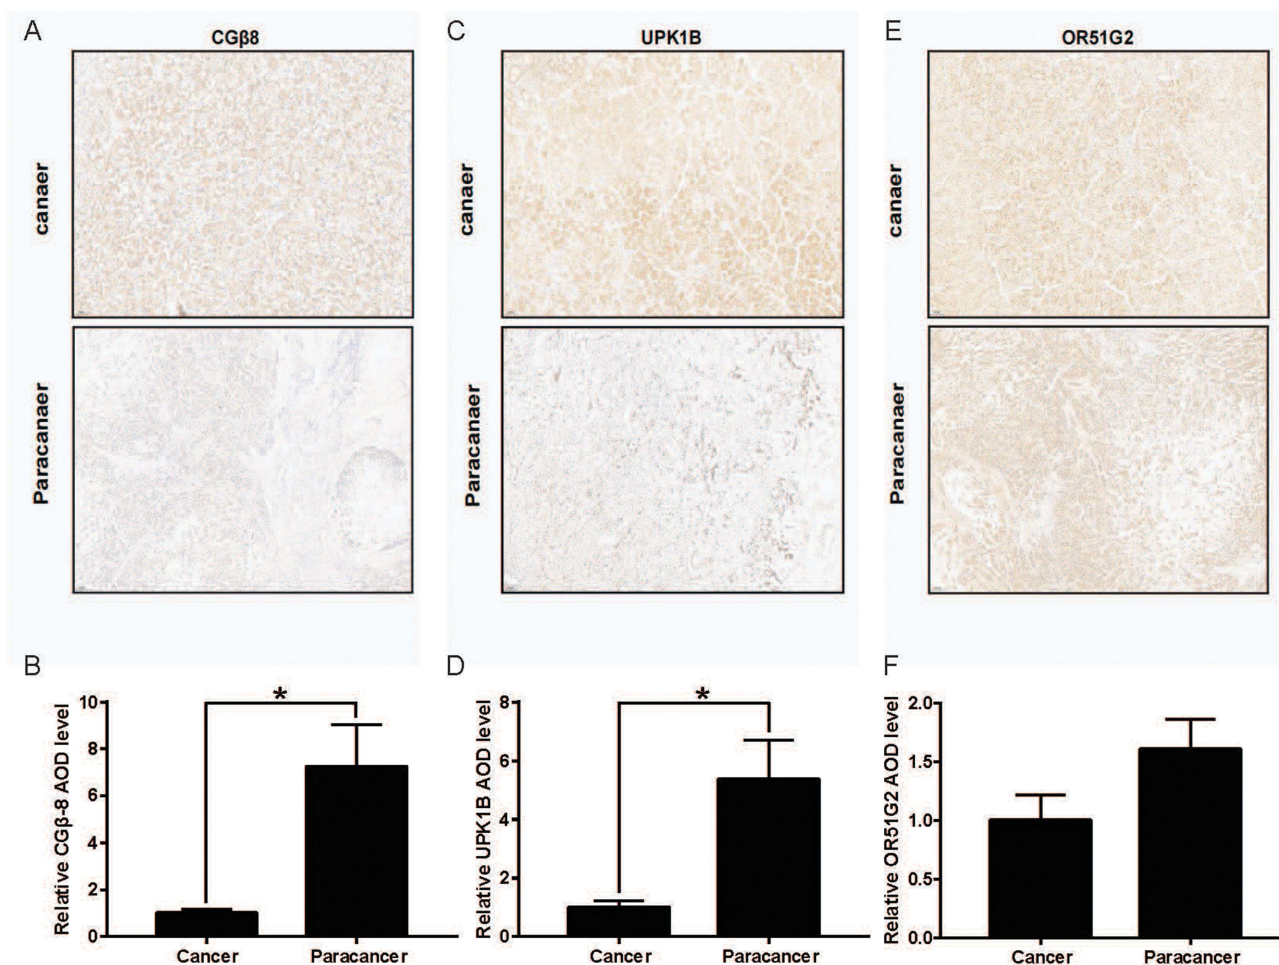 A
CGβ8
canaer
Paracanaer
C
UPK1B
canaer
Paracanaer
E
OR51G2
canaer
Paracanaer
B
Relative CGβ-8 AOD level
10
8
6
4
2
0
*
Cancer Paracancer
D
Relative UPK1B AOD level
8
6
4
2
0
*
Cancer Paracancer
F
Relative OR51G2 AOD level
2.0
1.5
1.0
0.5
0.0
Cancer Paracancer